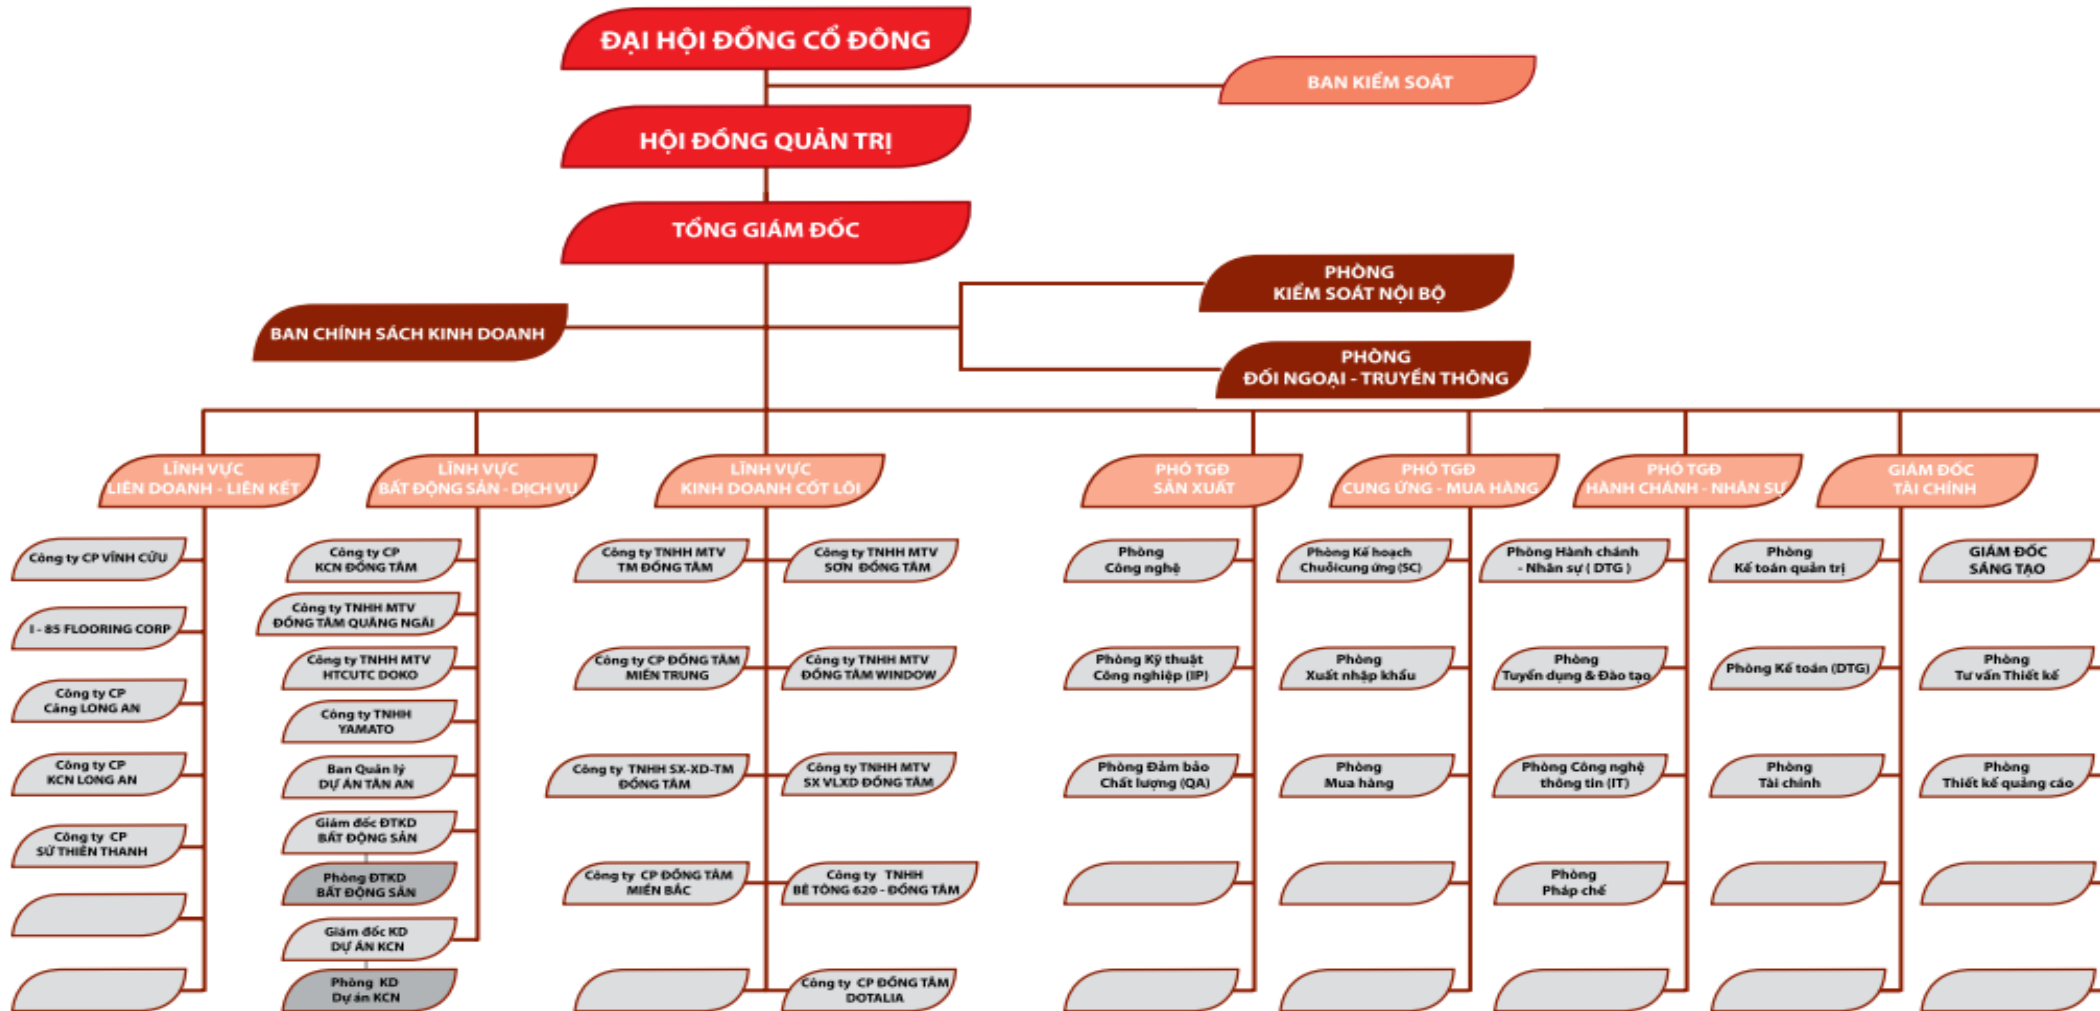 ĐẠI HỘI ĐỒNG CỔ ĐÔNG
BAN KIỂM SOÁT
HỘI ĐỒNG QUẢN TRỊ
TỔNG GIÁM ĐỐC
PHÒNG
KIỂM SOÁT NỘI BỘ
BAN CHÍNH SÁCH KINH DOANH
PHÒNG
ĐỐI NGOẠI - TRUYỀN THÔNG
LĨNH VỰC
LIÊN DOANH - LIÊN KẾT
LĨNH VỰC
BẤT ĐỘNG SẢN - DỊCH VỤ
LĨNH VỰC
KINH DOANH CỐT LÕI
PHÓ TGĐ
SẢN XUẤT
PHÓ TGĐ
CUNG ỨNG - MUA HÀNG
PHÓ TGĐ
HÀNH CHÁNH - NHÂN SỰ
GIÁM ĐỐC
TÀI CHÍNH
Công ty CP VĨNH CỬU
I - 85 FLOORING CORP
Công ty CP
Cảng LONG AN
Công ty CP
KCN LONG AN
Công ty CP
SỨ THIÊN THANH
Công ty CP
KCN ĐỒNG TÂM
Công ty TNHH MTV
ĐỒNG TÂM QUẢNG NGÃI
Công ty TNHH MTV
HTCUTC DOKO
Công ty TNHH
YAMATO
Ban Quản lý
DỰ ÁN TÂN AN
Giám đốc ĐTKD
BẤT ĐỘNG SẢN
Phòng ĐTKD
BẤT ĐỘNG SẢN
Giám đốc KD
DỰ ÁN KCN
Phòng KD
Dự án KCN
Công ty TNHH MTV
TM ĐỒNG TÂM
Công ty CP ĐỒNG TÂM
MIỀN TRUNG
Công ty TNHH SX-XD-TM
ĐỒNG TÂM
Công ty CP ĐỒNG TÂM
MIỀN BẮC
Công ty TNHH MTV
SƠN ĐỒNG TÂM
Công ty TNHH MTV
ĐỒNG TÂM WINDOW
Công ty TNHH MTV
SX VLXD ĐỒNG TÂM
Công ty TNHH
BÊ TÔNG 620 - ĐỒNG TÂM
Công ty CP ĐỒNG TÂM
DOTALIA
Phòng
Công nghệ
Phòng Kỹ thuật
Công nghiệp (IP)
Phòng Đảm bảo
Chất lượng (QA)
Phòng Kế hoạch
Chuỗicung ứng (SC)
Phòng
Xuất nhập khẩu
Phòng
Mua hàng
Phòng Hành chánh
- Nhân sự ( DTG )
Phòng
Tuyển dụng & Đào tạo
Phòng Công nghệ
thông tin (IT)
Phòng
Pháp chế
Phòng
Kế toán quản trị
Phòng Kế toán (DTG)
Phòng
Tài chính
GIÁM ĐỐC
SÁNG TẠO
Phòng
Tư vấn Thiết kế
Phòng
Thiết kế quảng cáo